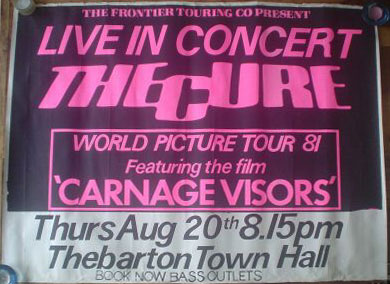 THE FRONTIER TOURING CO PRESENT
LIVE IN CONCERT
THE CURE
WORLD PICTURE TOUR 81
Featuring the film
'CARNAGE VISORS'
Thurs Aug 20th 8.15pm
Thebarton Town Hall
BOOK NOW BASS OUTLETS